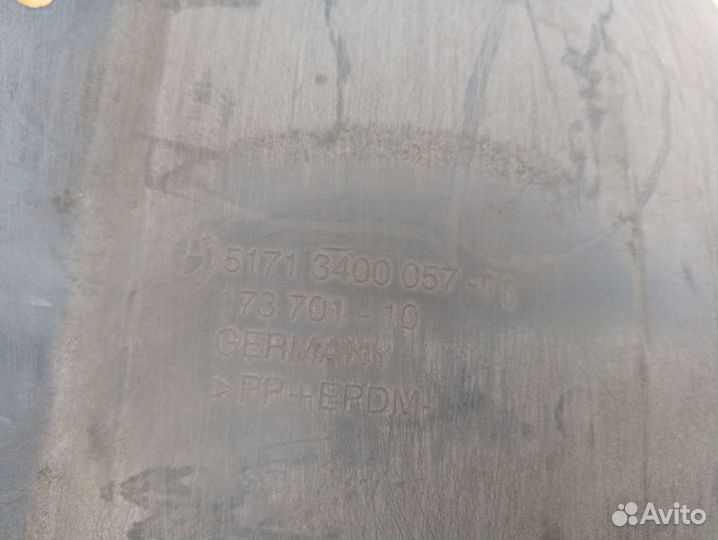 5171 3400 057 -
173 701 - 10
GERMANY
>PP+EPDM-
Avito